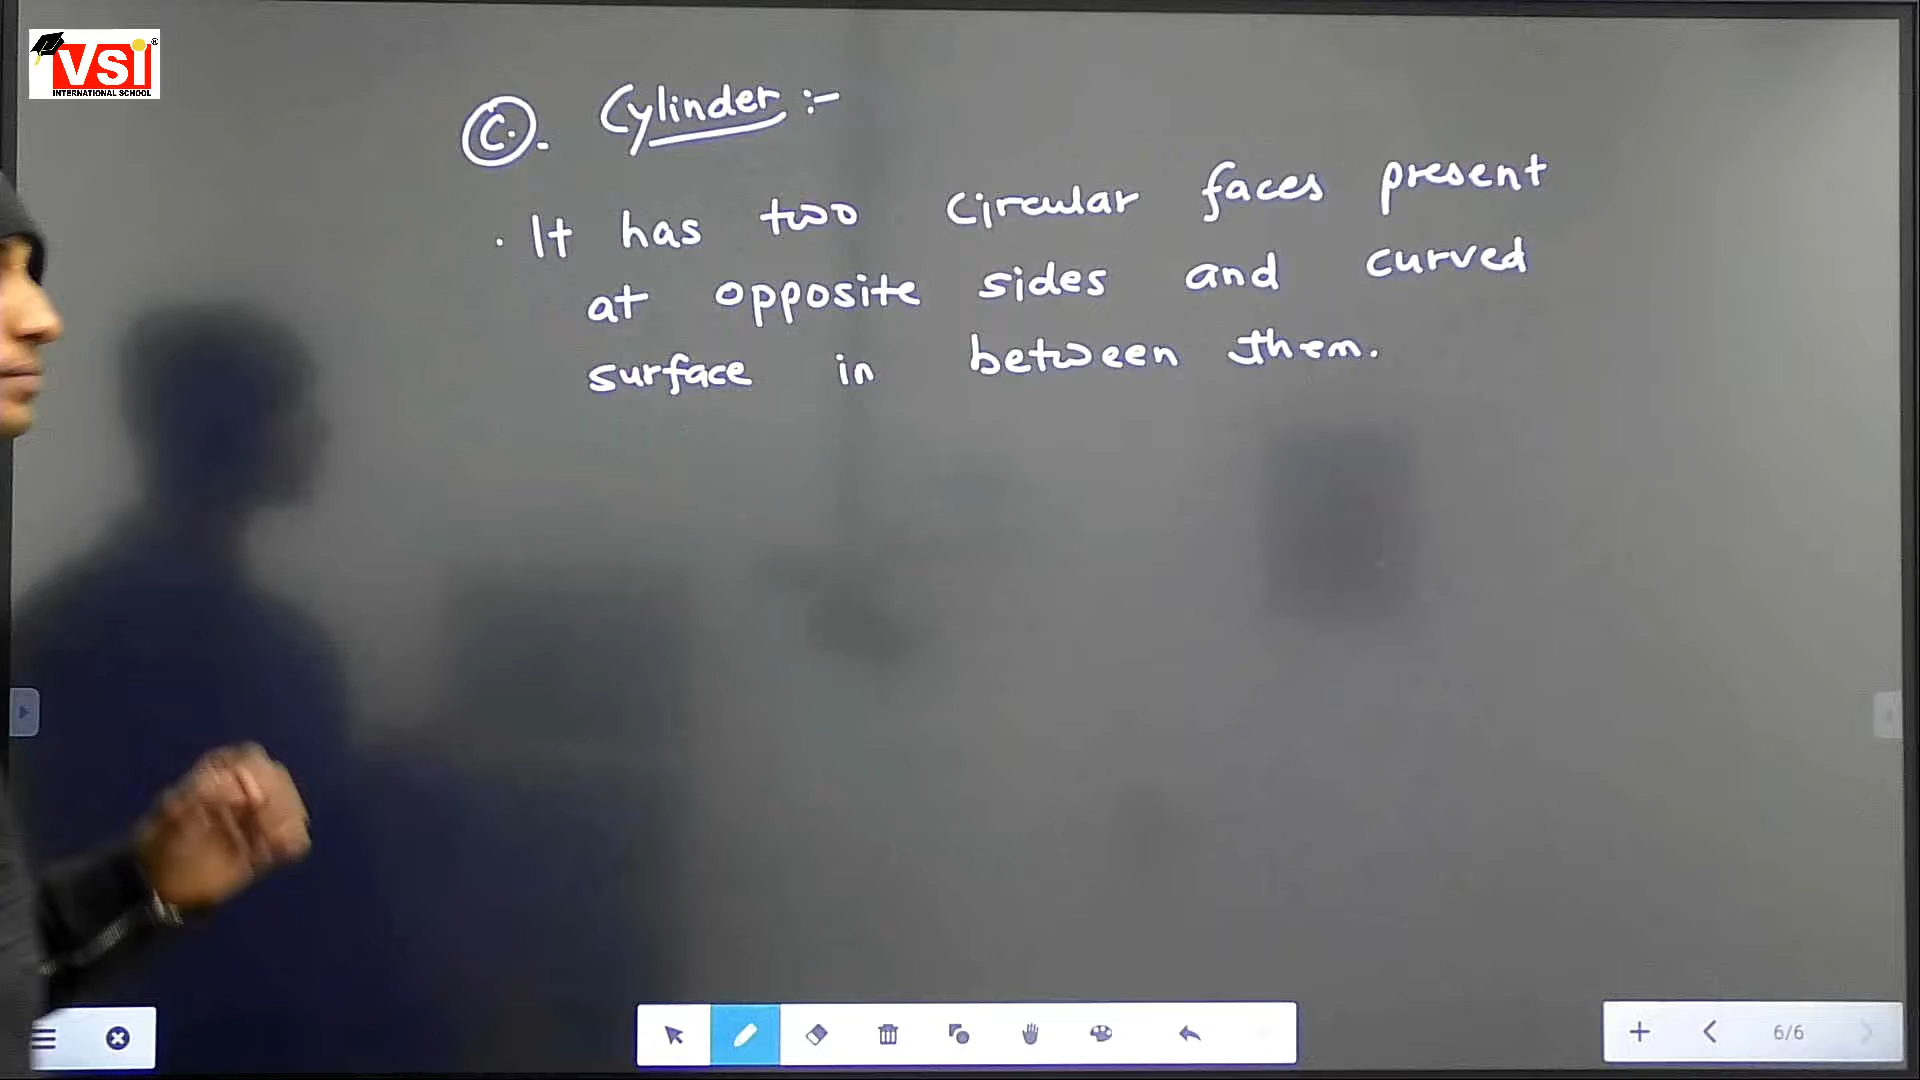 VSI
INTERNATIONAL SCHOOL
C. Cylinder :-
· It has two circular faces present
at opposite sides and curved
surface in between them.
6/6